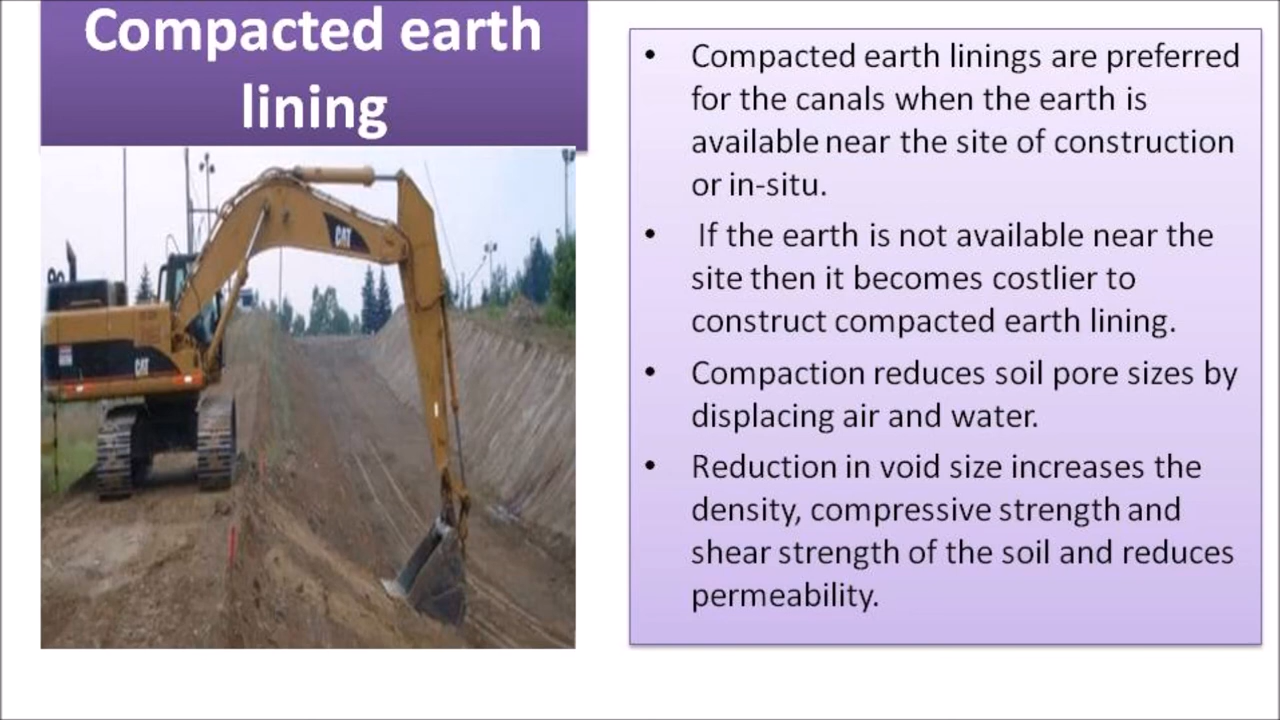 Compacted earth
lining
CAT
CAT
• Compacted earth linings are preferred
for the canals when the earth is
available near the site of construction
or in-situ.
• If the earth is not available near the
site then it becomes costlier to
construct compacted earth lining.
• Compaction reduces soil pore sizes by
displacing air and water.
• Reduction in void size increases the
density, compressive strength and
shear strength of the soil and reduces
permeability.